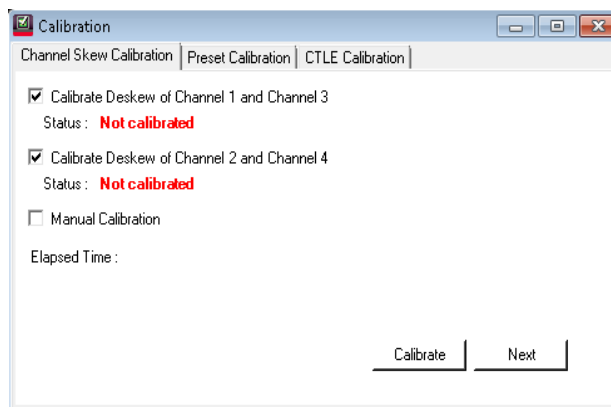 Calibration
Channel Skew Calibration Preset Calibration CTLE Calibration
Calibrate Deskew of Channel 1 and Channel 3
Status : Not calibrated
Calibrate Deskew of Channel 2 and Channel 4
Status : Not calibrated
Manual Calibration
Elapsed Time :
Calibrate Next